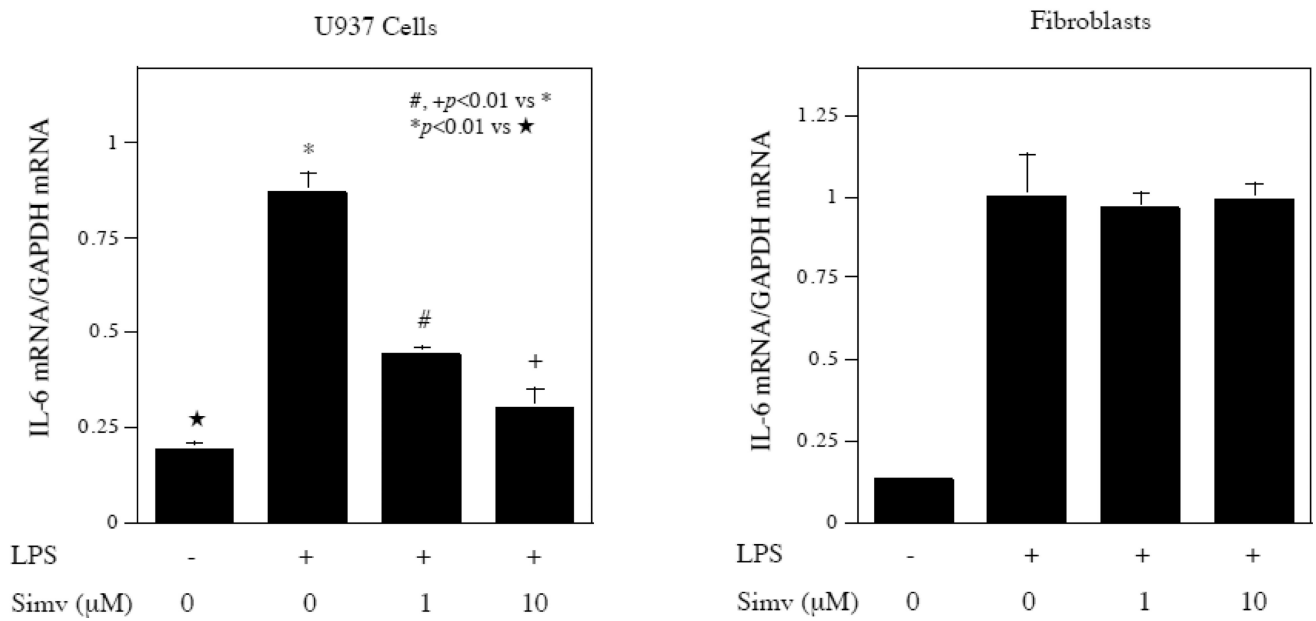 U937 Cells
IL-6 mRNA/GAPDH mRNA
#, +p<0.01 vs *
*p<0.01 vs ★
1
0.75
0.5
0.25
0
*
#
+
★
LPS - + + +
Simv (µM) 0 0 1 10
Fibroblasts
IL-6 mRNA/GAPDH mRNA
1.25
1
0.75
0.5
0.25
0
LPS - + + +
Simv (µM) 0 0 1 10